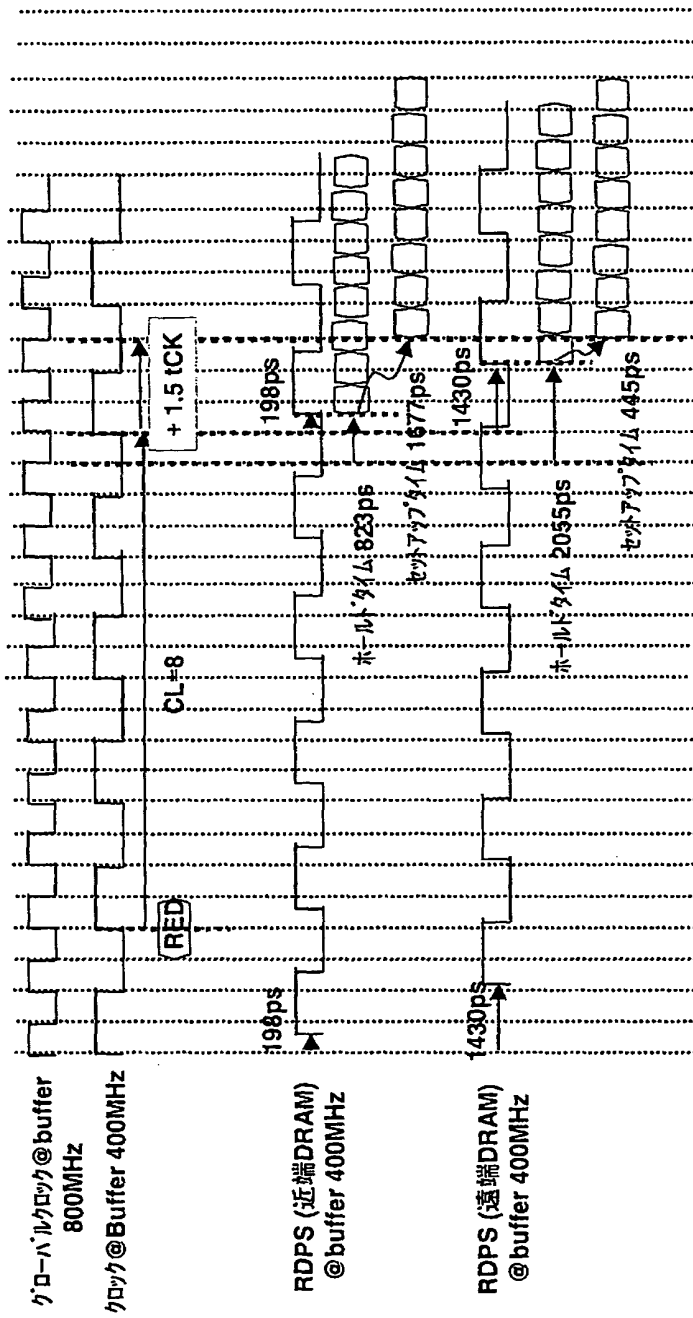 グローバルクロック@buffer
800MHz
クロック@Buffer 400MHz
RED
CL=8
+ 1.5 tCK
RDPS (近端DRAM)
@buffer 400MHz
198ps
198ps
ホールドタイム 823ps
セットアップタイム 1677ps
RDPS (遠端DRAM)
@buffer 400MHz
1430ps
1430ps
ホールドタイム 2055ps
セットアップタイム 445ps